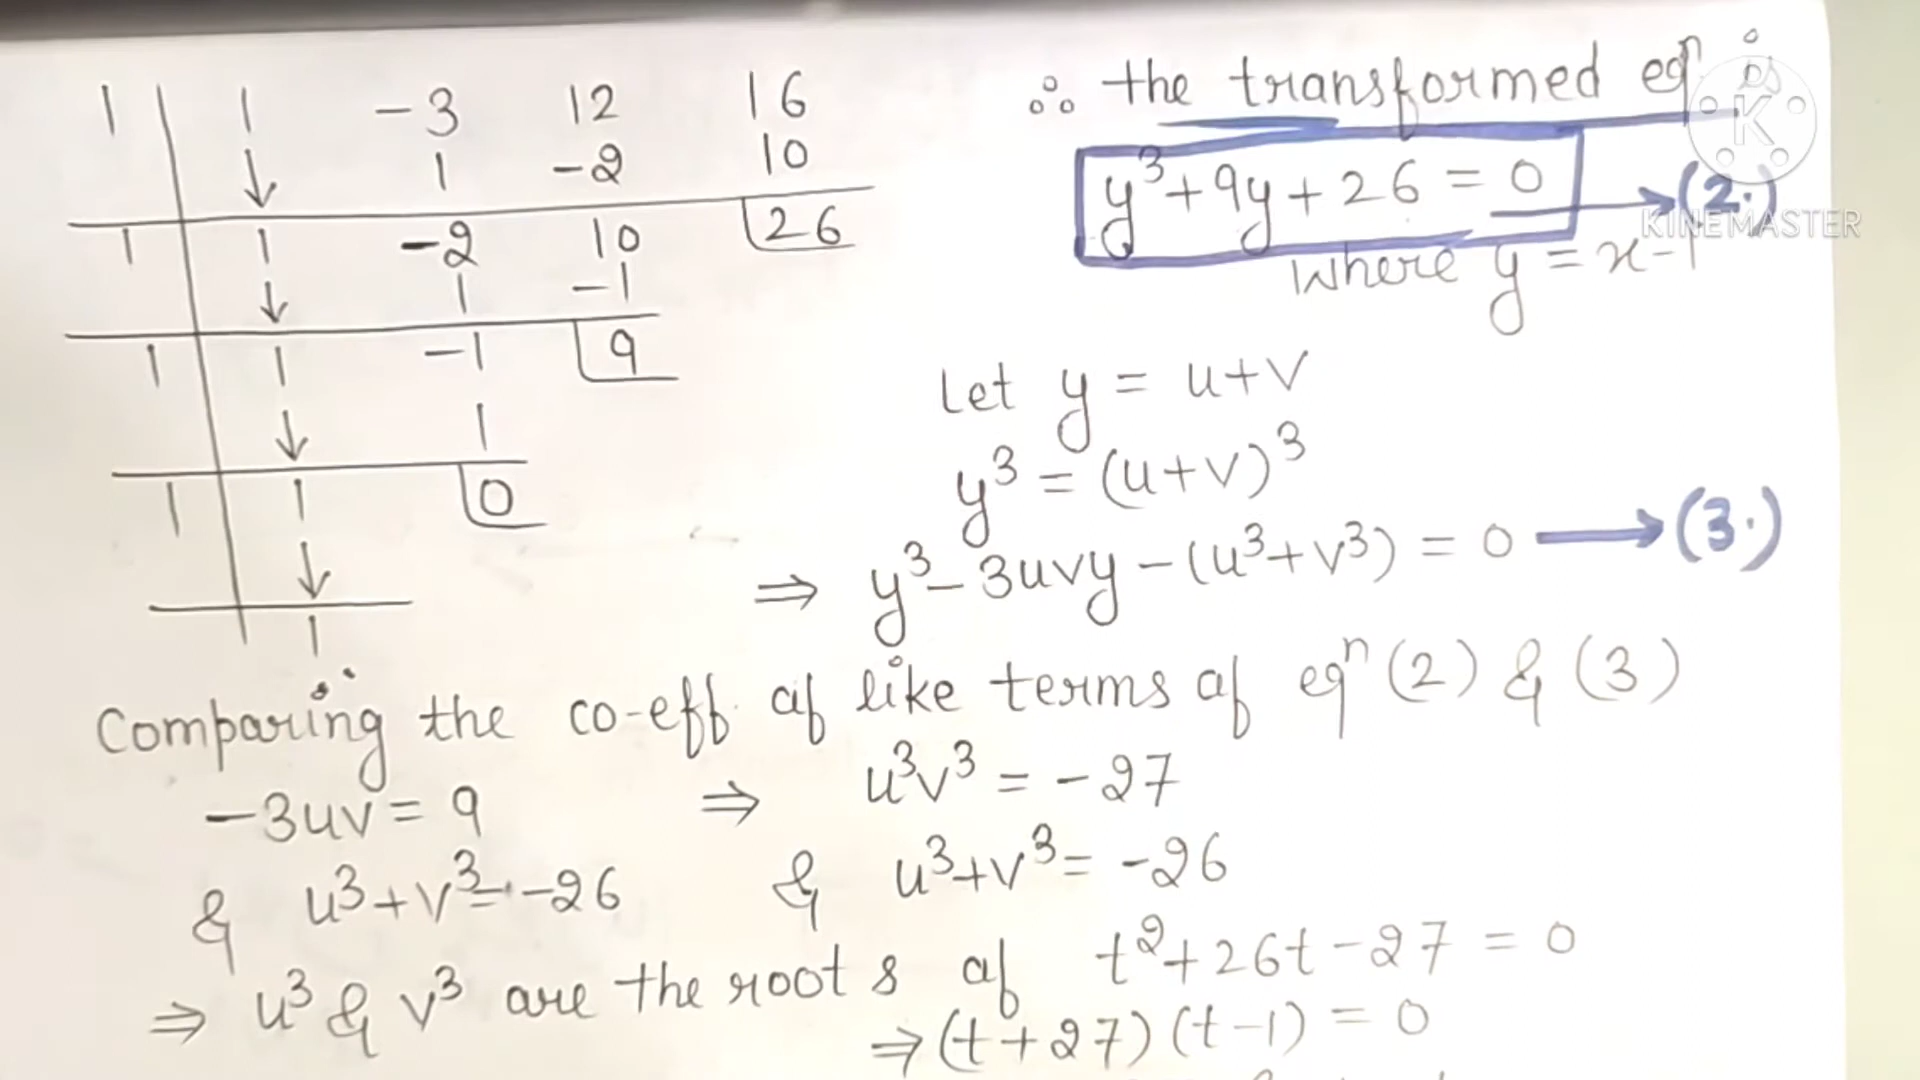 1 1 -3 12 16
↓ 1 -2 10
1 1 -2 10 26
↓ 1 -1
1 1 -1 9
↓ 1
1 1 0
↓
1
∴ the transformed eqⁿ is
y³+9y+26 = 0 → (2.)
KINEMASTER
where y = x-1
Let y = u+v
y³ = (u+v)³
⇒ y³-3uvy-(u³+v³) = 0 → (3.)
Comparing the co-eff. of like terms of eqⁿ (2) & (3)
-3uv = 9 ⇒ u³v³ = -27
& u³+v³ = -26 & u³+v³ = -26
⇒ u³ & v³ are the roots of t²+26t-27 = 0
⇒ (t+27)(t-1) = 0